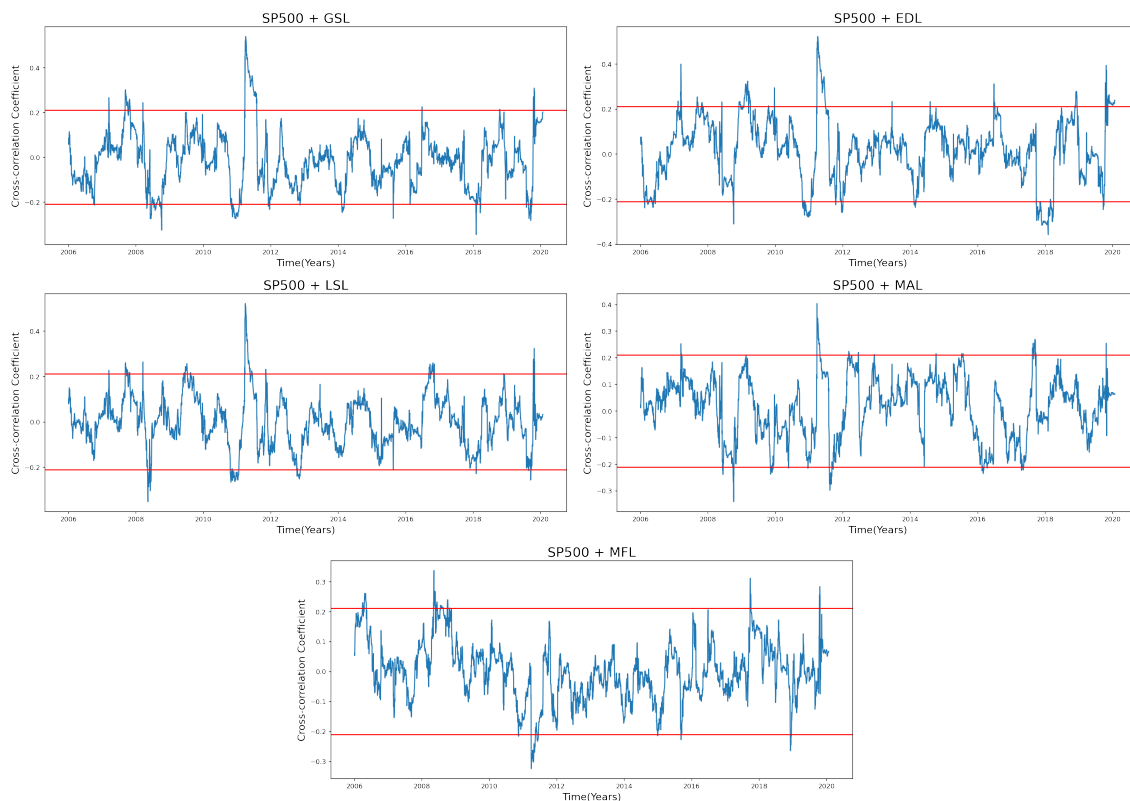 SP500 + GSL
Cross-correlation Coefficient
0.4
0.2
0.0
−0.2
2006 2008 2010 2012 2014 2016 2018 2020
Time(Years)
SP500 + EDL
Cross-correlation Coefficient
0.4
0.2
0.0
−0.2
−0.4
2006 2008 2010 2012 2014 2016 2018 2020
Time(Years)
SP500 + LSL
Cross-correlation Coefficient
0.4
0.2
0.0
−0.2
2006 2008 2010 2012 2014 2016 2018 2020
Time(Years)
SP500 + MAL
Cross-correlation Coefficient
0.4
0.3
0.2
0.1
0.0
−0.1
−0.2
−0.3
2006 2008 2010 2012 2014 2016 2018 2020
Time(Years)
SP500 + MFL
Cross-correlation Coefficient
0.3
0.2
0.1
0.0
−0.1
−0.2
−0.3
2006 2008 2010 2012 2014 2016 2018 2020
Time(Years)